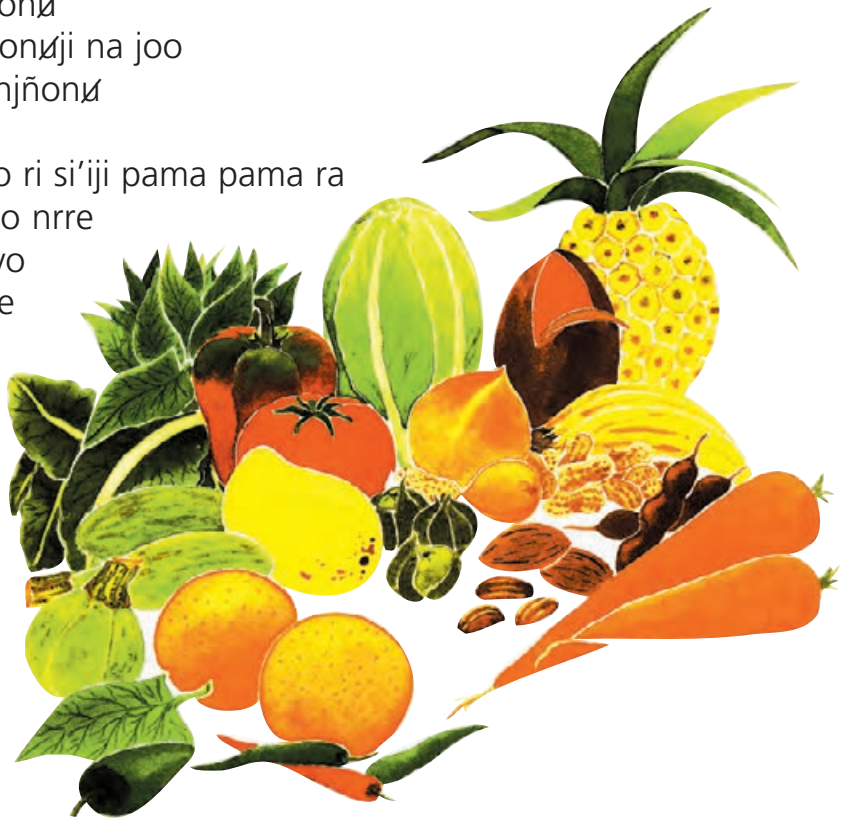 onʉ
onʉji na joo
njñonʉ
o ri si'iji pama pama ra
o nrre
vo
e